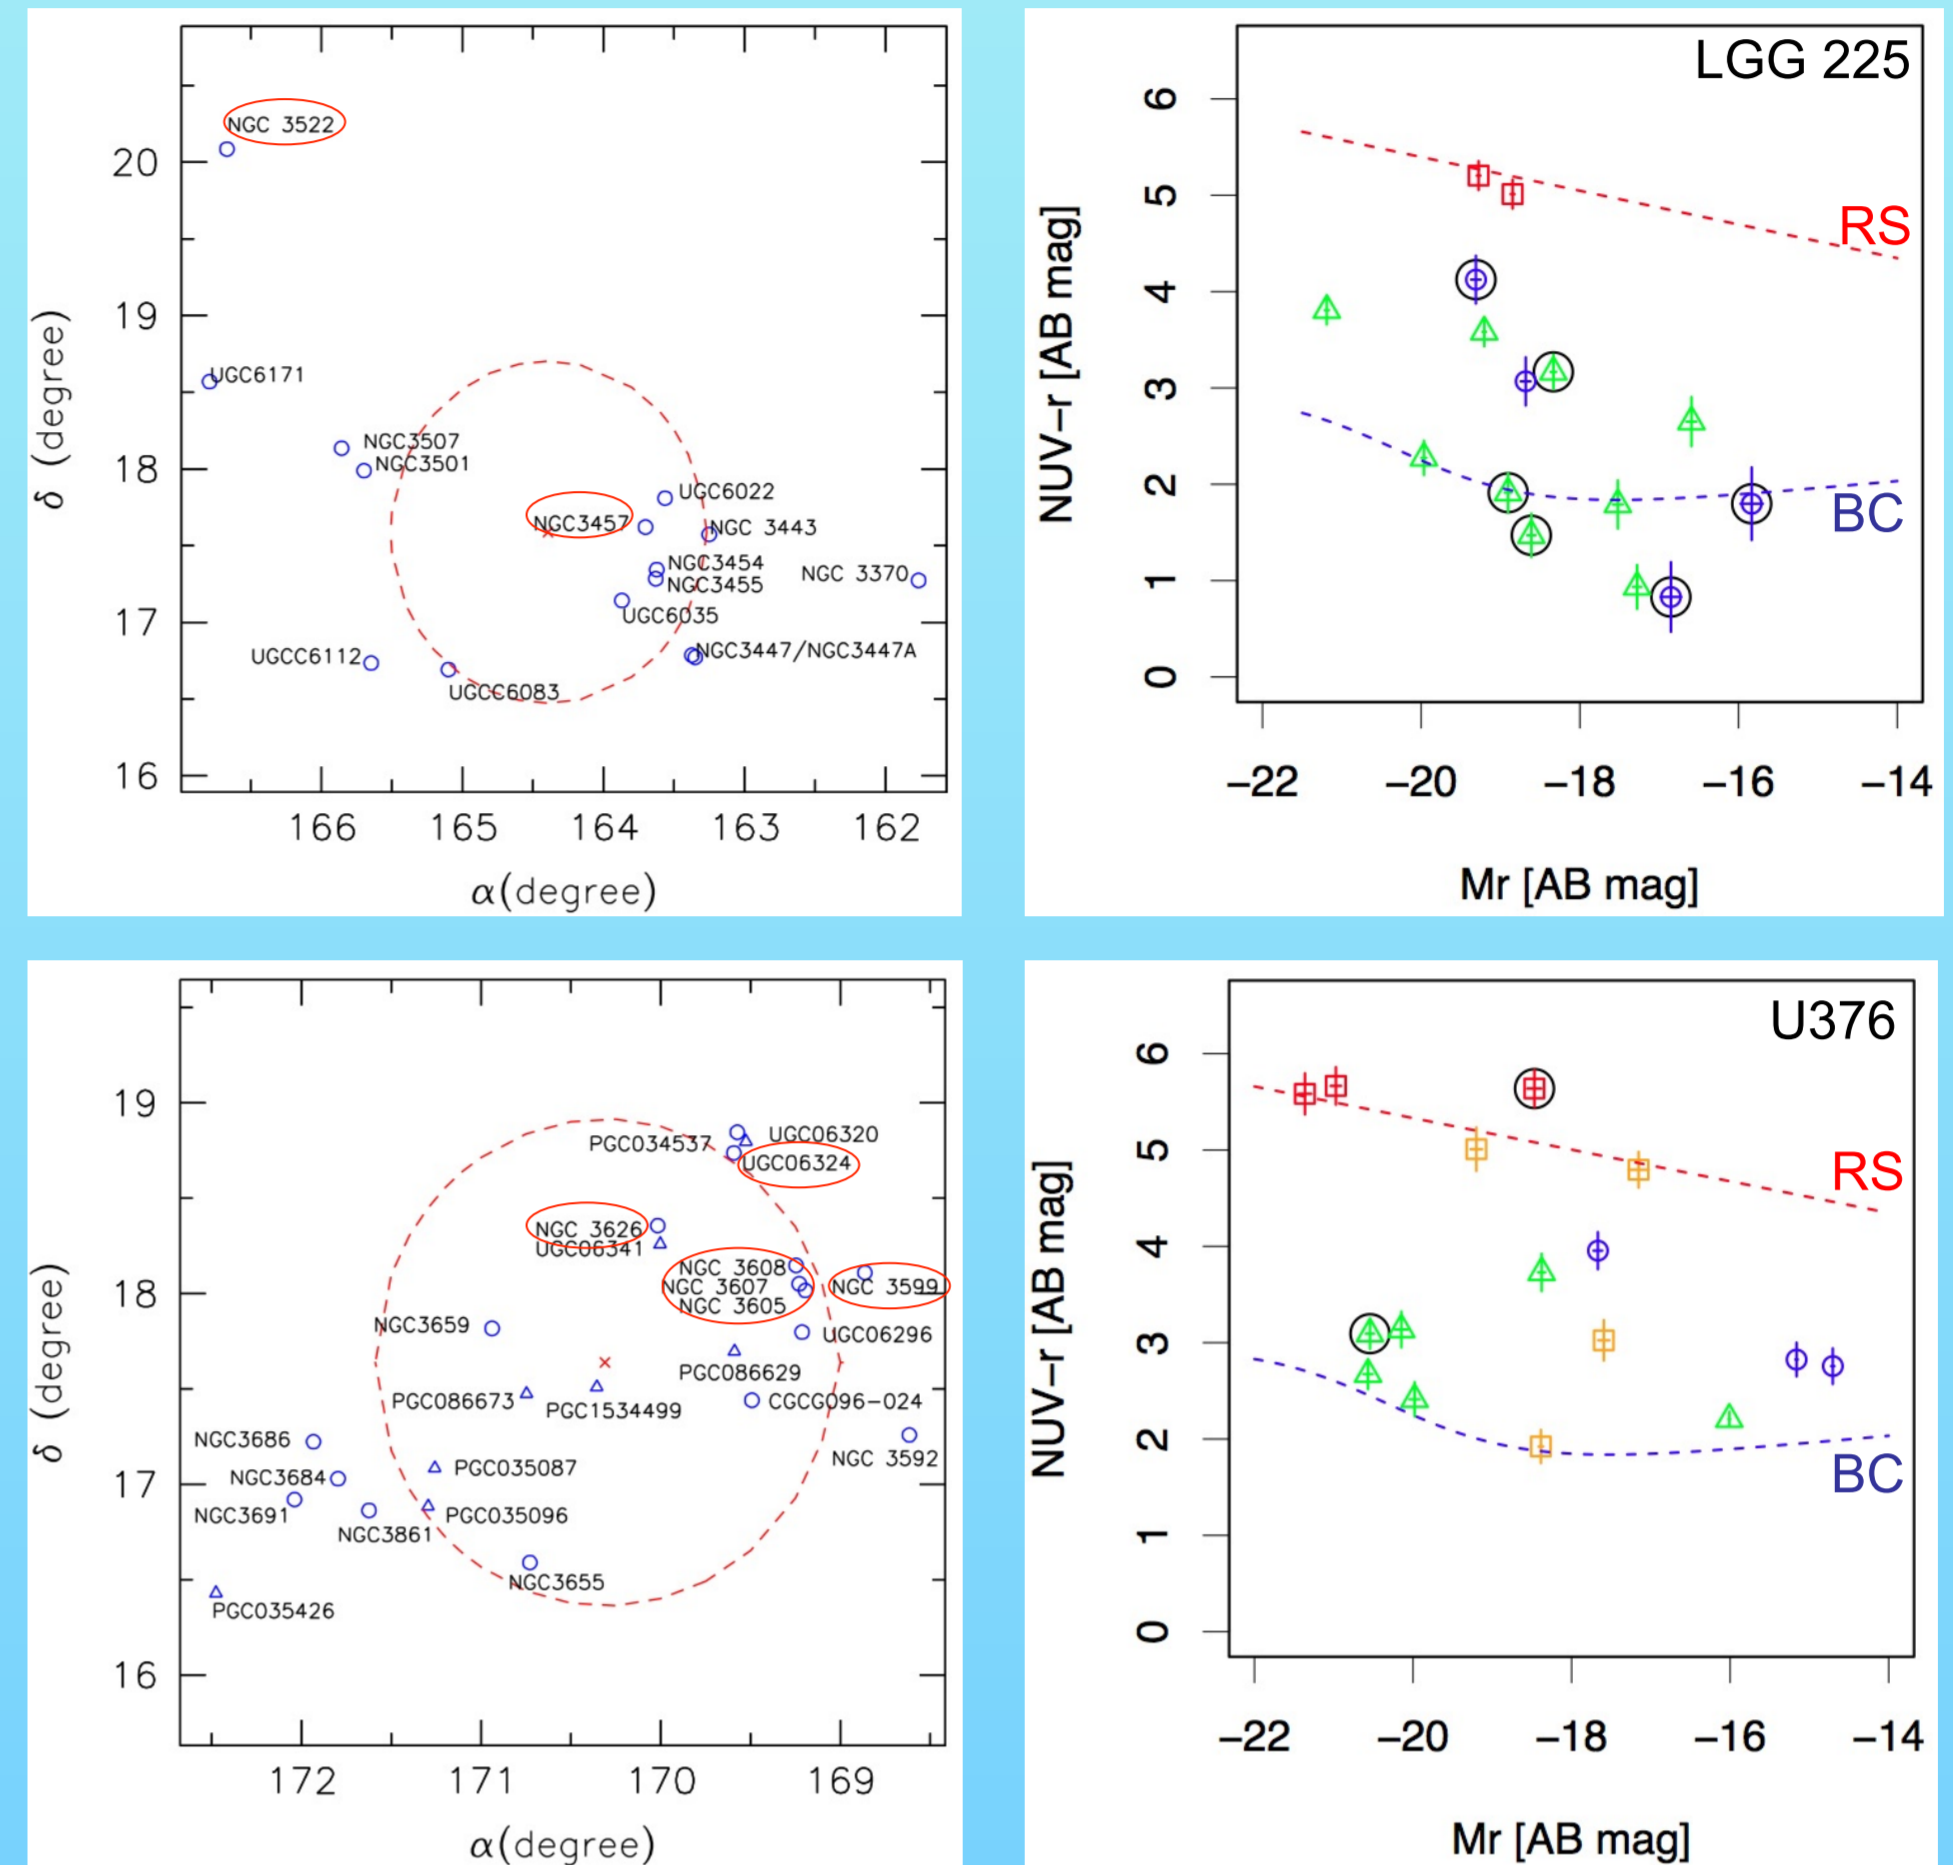 NGC 3522
UGC6171
NGC3507
NGC3501
UGC6022
NGC3457
NGC 3443
NGC3454
NGC3455
NGC 3370
UGC6035
NGC3447/NGC3447A
UGCC6112
UGCC6083
20
19
18
17
16
δ (degree)
166 165 164 163 162
α(degree)
LGG 225
RS
BC
6
5
4
3
2
1
0
NUV−r [AB mag]
−22 −20 −18 −16 −14
Mr [AB mag]
UGC06320
PGC034537
UGC06324
NGC 3626
UGC06341
NGC 3608
NGC 3607
NGC 3605
NGC 3599
NGC3659
UGC06296
PGC086629
PGC086673
PGC1534499
CGCG096−024
NGC3686
NGC 3592
NGC3684
PGC035087
NGC3691
PGC035096
NGC3861
NGC3655
PGC035426
19
18
17
16
δ (degree)
172 171 170 169
α(degree)
U376
RS
BC
6
5
4
3
2
1
0
NUV−r [AB mag]
−22 −20 −18 −16 −14
Mr [AB mag]